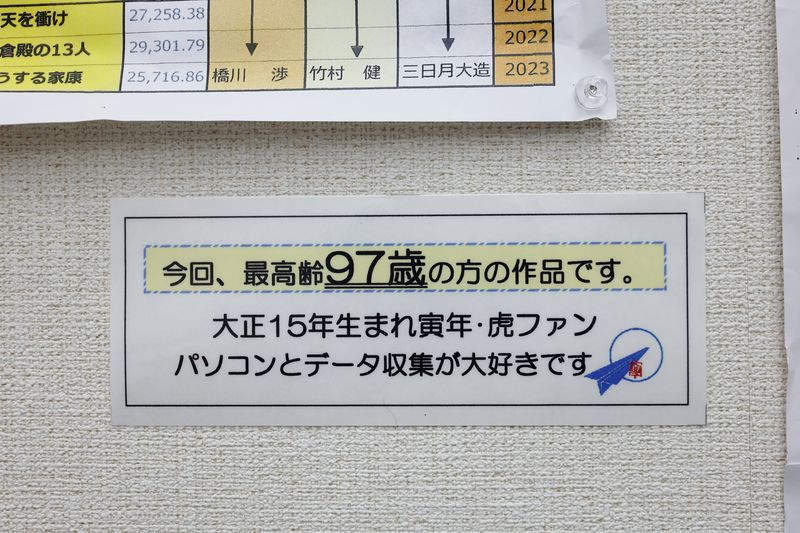 天を衝け 27,258.38 2021
倉殿の13人 29,301.79 2022
うする家康 25,716.86 橋川 渉 竹村 健 三日月大造 2023
今回、最高齢97歳の方の作品です。
大正15年生まれ寅年・虎ファン
パソコンとデータ収集が大好きです